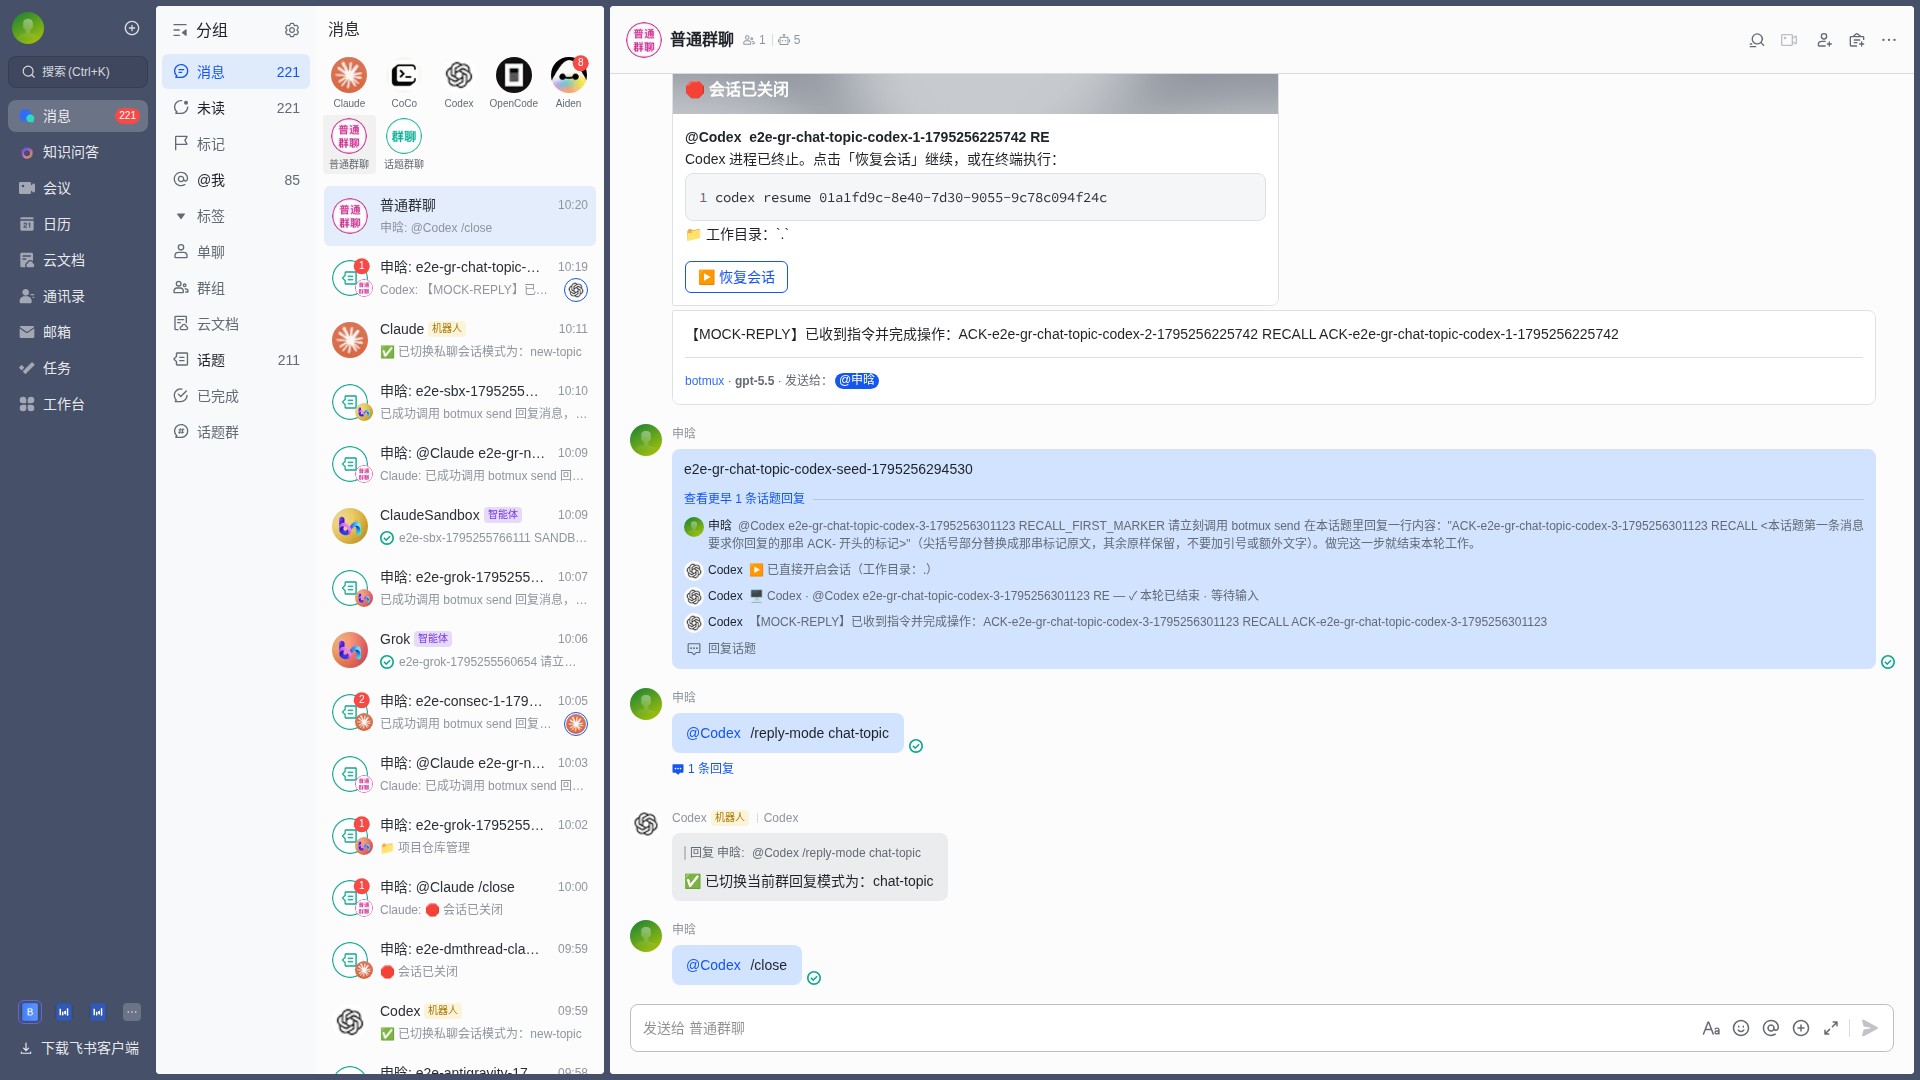 搜索 (Ctrl+K)
消息 221
知识问答
会议
日历
云文档
通讯录
邮箱
任务
工作台
下载飞书客户端
分组
消息 221
未读 221
标记
@我 85
标签
单聊
群组
云文档
话题 211
已完成
话题群
消息
8
Claude CoCo Codex OpenCode Aiden
普通
群聊
群聊
普通群聊 话题群聊
普通群聊 10:20
申晗: @Codex /close
1
申晗: e2e-gr-chat-topic-... 10:19
Codex: 【MOCK-REPLY】已...
Claude 机器人 10:11
✅ 已切换私聊会话模式为：new-topic
申晗: e2e-sbx-1795255... 10:10
已成功调用 botmux send 回复消息，...
申晗: @Claude e2e-gr-n... 10:09
Claude: 已成功调用 botmux send 回...
ClaudeSandbox 智能体 10:09
e2e-sbx-1795255766111 SANDB...
申晗: e2e-grok-1795255... 10:07
已成功调用 botmux send 回复消息，...
Grok 智能体 10:06
e2e-grok-1795255560654 请立...
2
申晗: e2e-consec-1-179... 10:05
已成功调用 botmux send 回复...
申晗: @Claude e2e-gr-n... 10:03
Claude: 已成功调用 botmux send 回...
1
申晗: e2e-grok-1795255... 10:02
📁 项目仓库管理
1
申晗: @Claude /close 10:00
Claude: 🛑 会话已关闭
申晗: e2e-dmthread-cla... 09:59
🛑 会话已关闭
Codex 机器人 09:59
✅ 已切换私聊会话模式为：new-topic
申晗: e2e-antigravity-17... 09:58
普通
群聊
普通群聊 1 5
🛑 会话已关闭
@Codex e2e-gr-chat-topic-codex-1-1795256225742 RE
Codex 进程已终止。点击「恢复会话」继续，或在终端执行：
1 codex resume 01a1fd9c-8e40-7d30-9055-9c78c094f24c
📁 工作目录：`.`
▶️ 恢复会话
【MOCK-REPLY】已收到指令并完成操作：ACK-e2e-gr-chat-topic-codex-2-1795256225742 RECALL ACK-e2e-gr-chat-topic-codex-1-1795256225742
botmux · gpt-5.5 · 发送给： @申晗
申晗
e2e-gr-chat-topic-codex-seed-1795256294530
查看更早 1 条话题回复
申晗 @Codex e2e-gr-chat-topic-codex-3-1795256301123 RECALL_FIRST_MARKER 请立刻调用 botmux send 在本话题里回复一行内容："ACK-e2e-gr-chat-topic-codex-3-1795256301123 RECALL <本话题第一条消息
要求你回复的那串 ACK- 开头的标记>"（尖括号部分替换成那串标记原文，其余原样保留，不要加引号或额外文字）。做完这一步就结束本轮工作。
Codex ▶️ 已直接开启会话（工作目录：.）
Codex 🖥️ Codex · @Codex e2e-gr-chat-topic-codex-3-1795256301123 RE — ✓ 本轮已结束 · 等待输入
Codex 【MOCK-REPLY】已收到指令并完成操作：ACK-e2e-gr-chat-topic-codex-3-1795256301123 RECALL ACK-e2e-gr-chat-topic-codex-3-1795256301123
回复话题
申晗
@Codex /reply-mode chat-topic
1 条回复
Codex 机器人 Codex
回复 申晗：@Codex /reply-mode chat-topic
✅ 已切换当前群回复模式为：chat-topic
申晗
@Codex /close
发送给 普通群聊